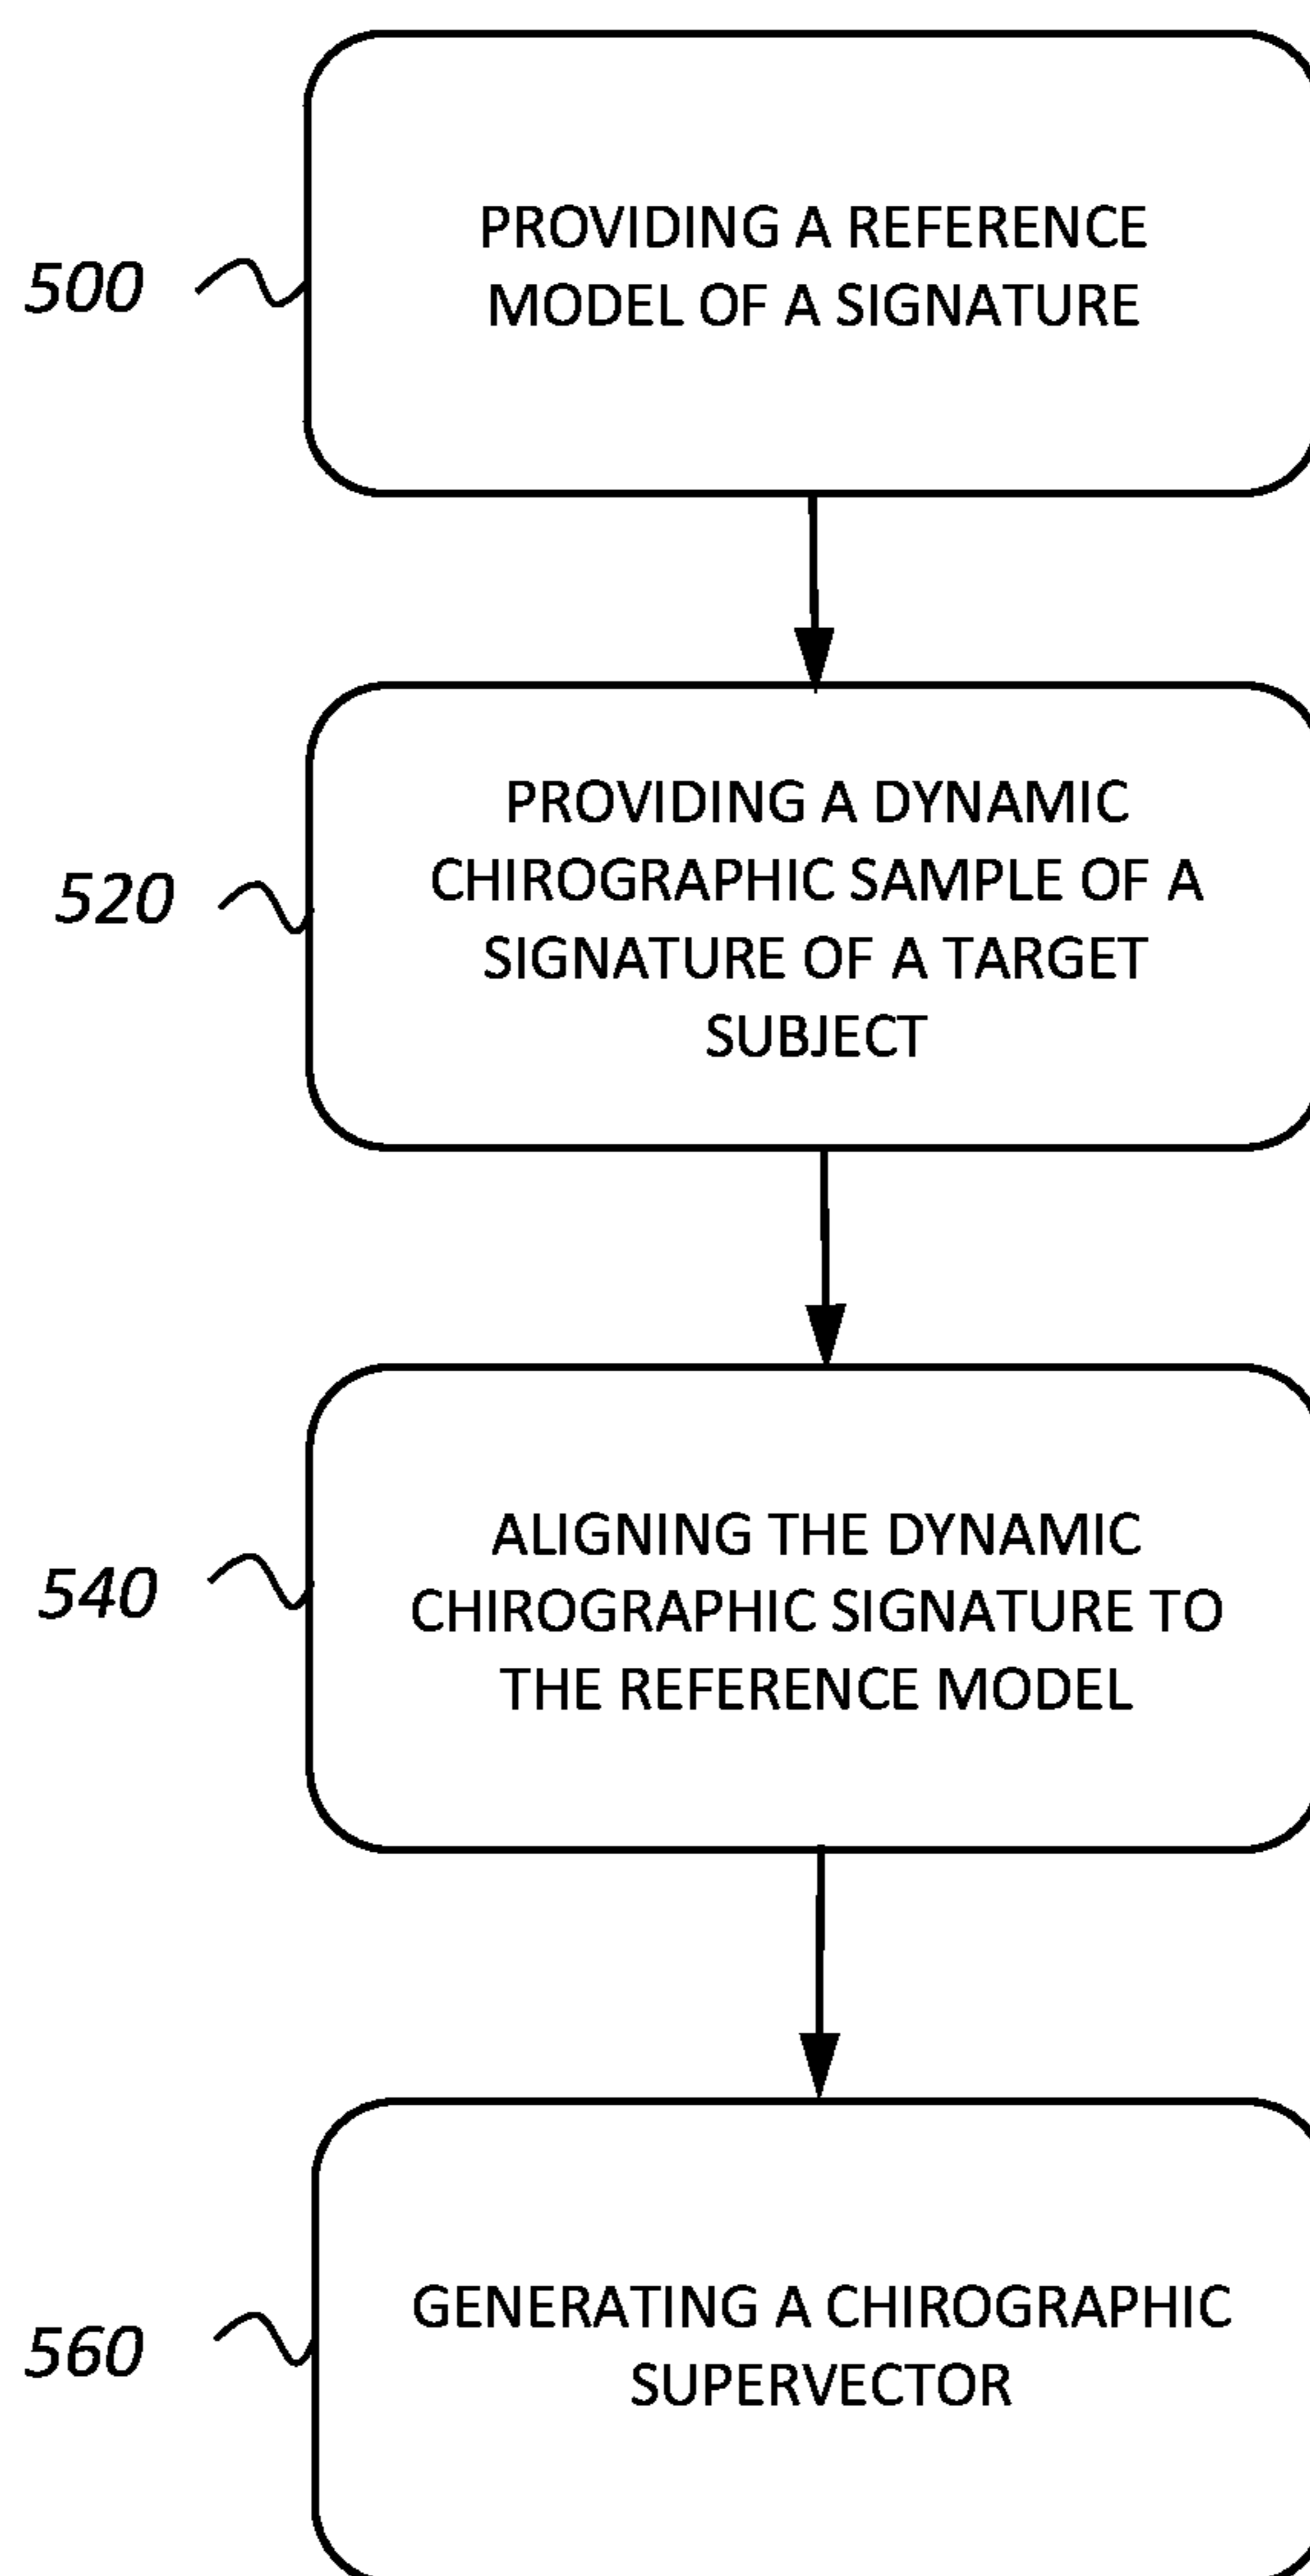 500
PROVIDING A REFERENCE
MODEL OF A SIGNATURE
520
PROVIDING A DYNAMIC
CHIROGRAPHIC SAMPLE OF A
SIGNATURE OF A TARGET
SUBJECT
540
ALIGNING THE DYNAMIC
CHIROGRAPHIC SIGNATURE TO
THE REFERENCE MODEL
560
GENERATING A CHIROGRAPHIC
SUPERVECTOR